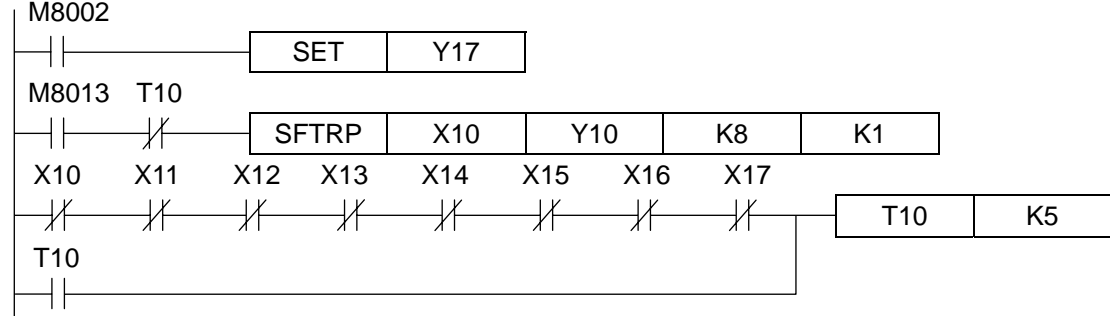 M8002
SET Y17
M8013 T10
SFTRP X10 Y10 K8 K1
X10 X11 X12 X13 X14 X15 X16 X17
T10 K5
T10